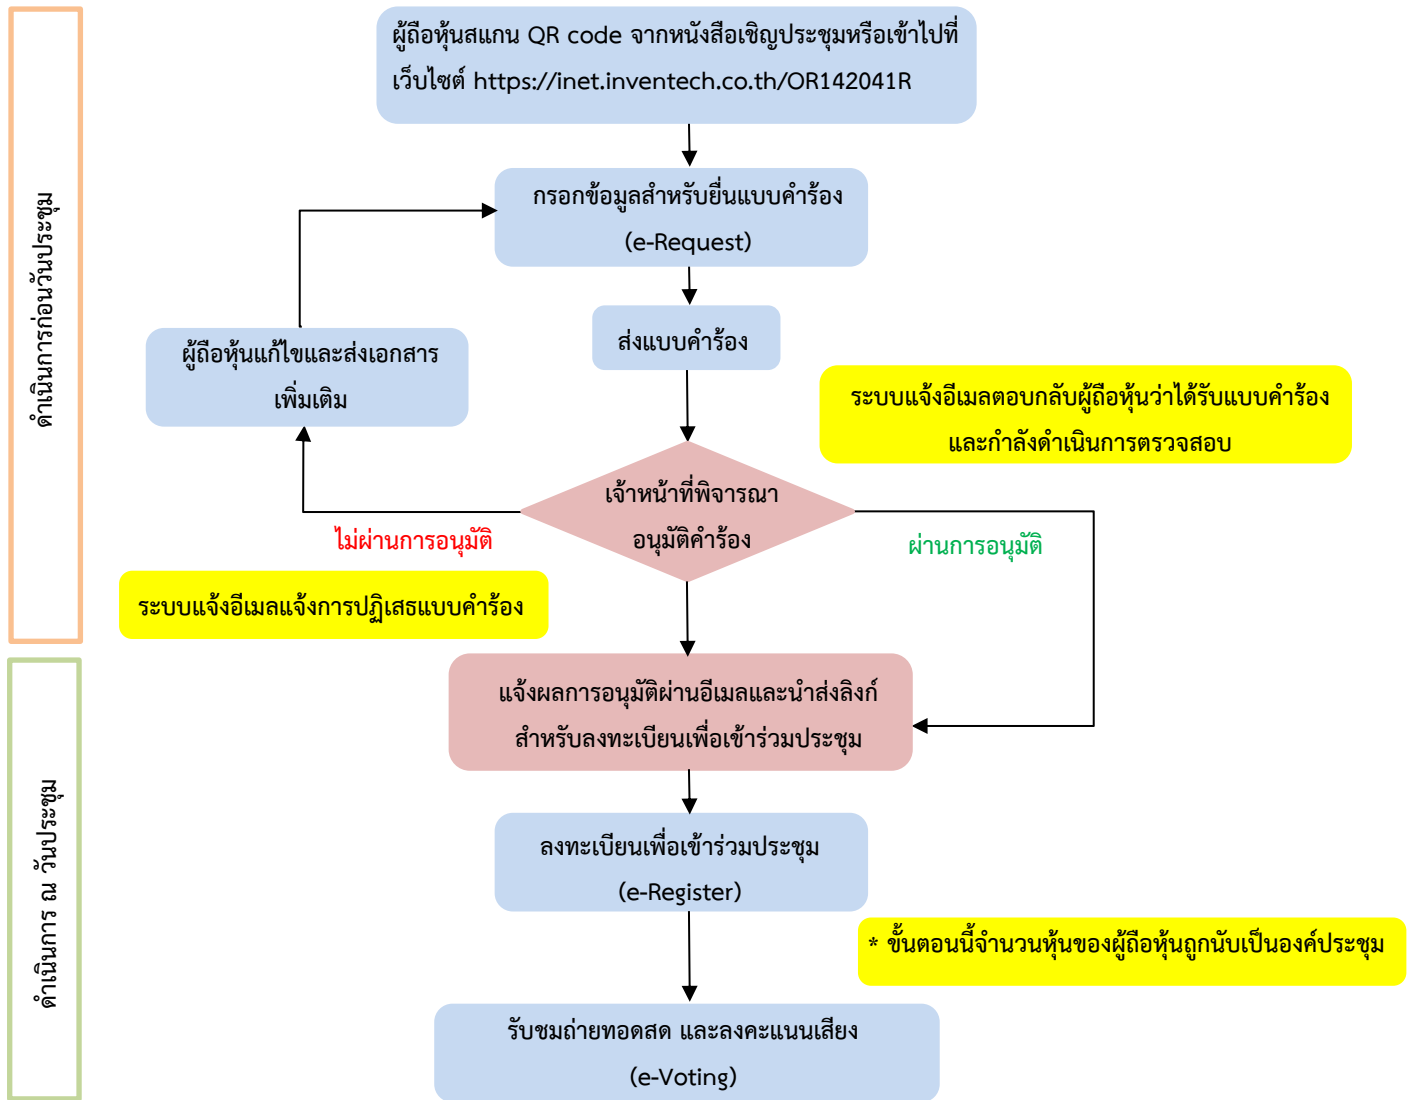 ผู้ถือหุ้นสแกน QR code จากหนังสือเชิญประชุมหรือเข้าไปที่
เว็บไซต์ https://inet.inventech.co.th/OR142041R
กรอกข้อมูลสำหรับยื่นแบบคำร้อง
(e-Request)
ส่งแบบคำร้อง
ผู้ถือหุ้นแก้ไขและส่งเอกสาร
เพิ่มเติม
ระบบแจ้งอีเมลตอบกลับผู้ถือหุ้นว่าได้รับแบบคำร้อง
และกำลังดำเนินการตรวจสอบ
เจ้าหน้าที่พิจารณา
อนุมัติคำร้อง
ไม่ผ่านการอนุมัติ
ผ่านการอนุมัติ
ระบบแจ้งอีเมลแจ้งการปฏิเสธแบบคำร้อง
ดำเนินการก่อนวันประชุม
แจ้งผลการอนุมัติผ่านอีเมลและนำส่งลิงก์
สำหรับลงทะเบียนเพื่อเข้าร่วมประชุม
ลงทะเบียนเพื่อเข้าร่วมประชุม
(e-Register)
* ขั้นตอนนี้จำนวนหุ้นของผู้ถือหุ้นถูกนับเป็นองค์ประชุม
รับชมถ่ายทอดสด และลงคะแนนเสียง
(e-Voting)
ดำเนินการ ณ วันประชุม